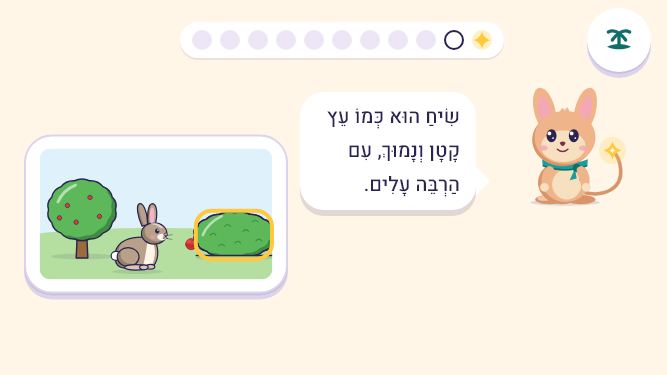 שִׂיחַ הוּא כְּמוֹ עֵץ
קָטָן וְנָמוּךְ, עִם
הַרְבֵּה עָלִים.